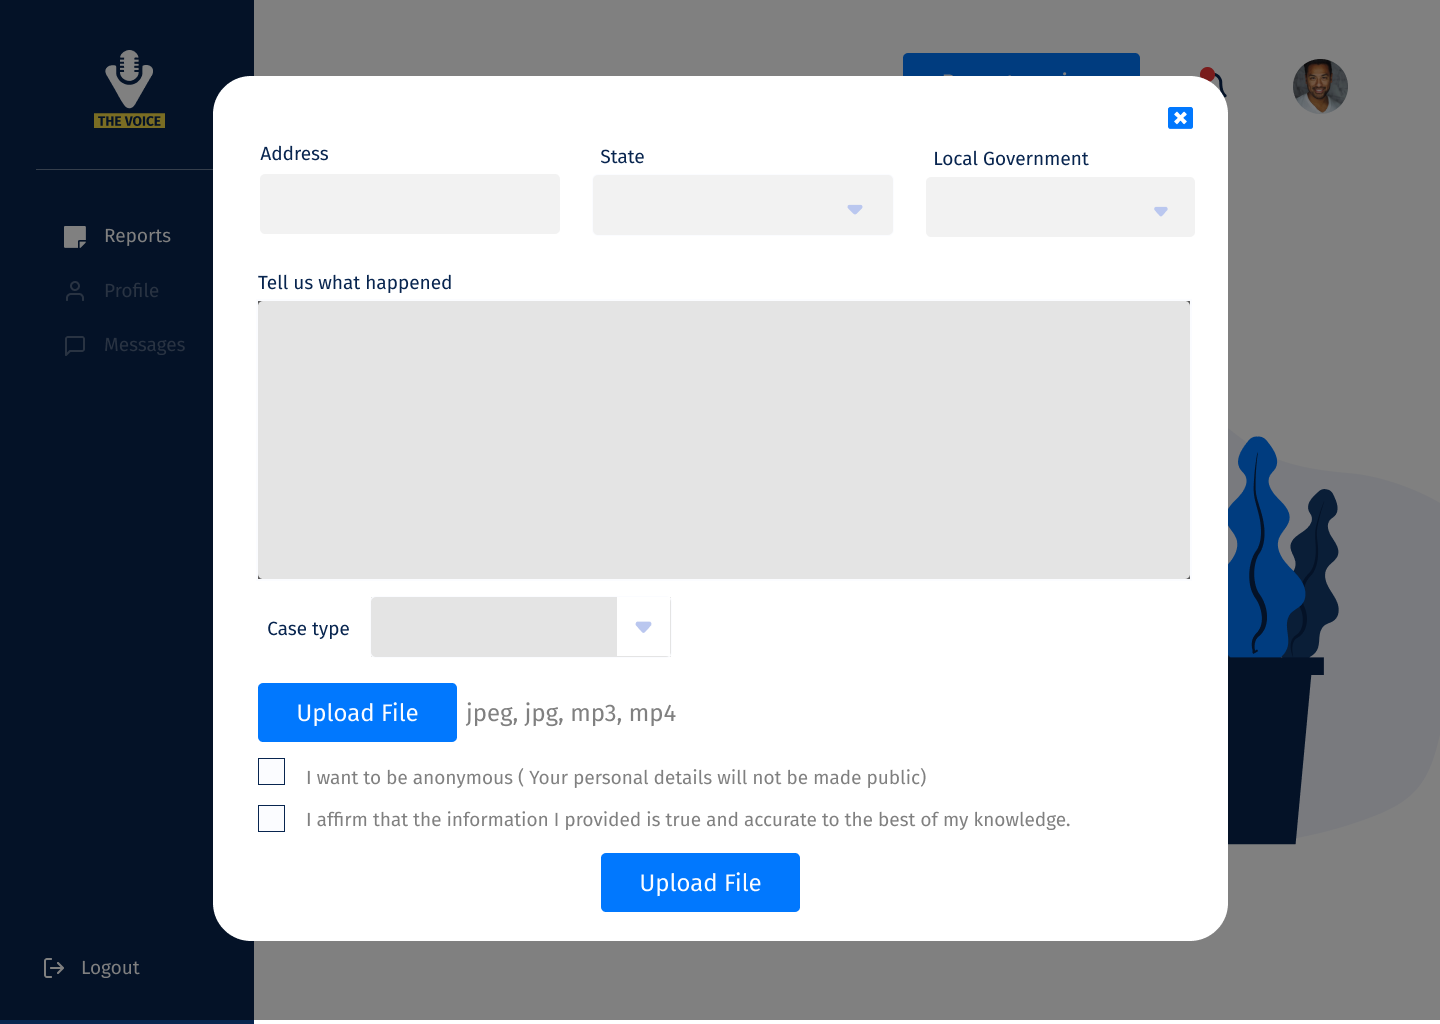 THE VOICE
Reports
Profile
Messages
Logout
Address
State
Local Government
Tell us what happened
Case type
Upload File
jpeg, jpg, mp3, mp4
I want to be anonymous ( Your personal details will not be made public)
I affirm that the information I provided is true and accurate to the best of my knowledge.
Upload File